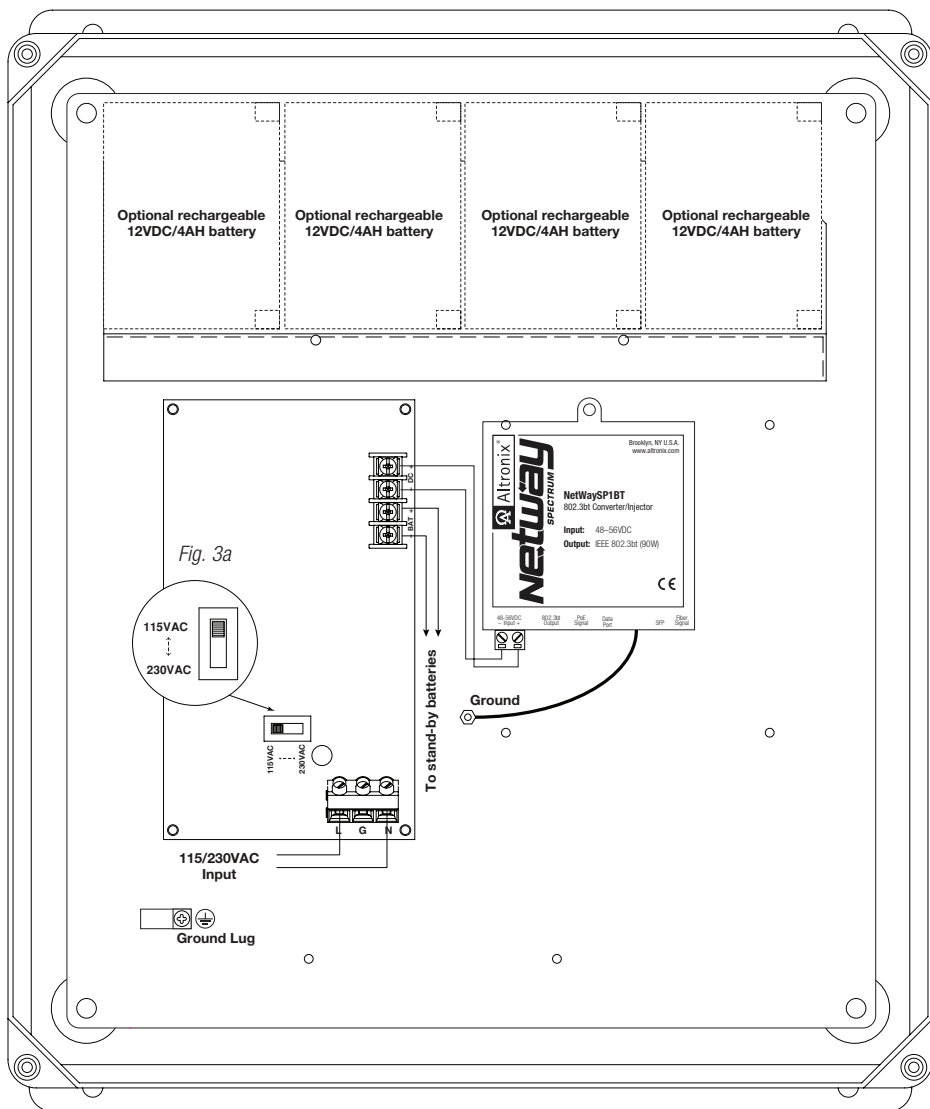 Optional rechargeable
12VDC/4AH battery
Optional rechargeable
12VDC/4AH battery
Optional rechargeable
12VDC/4AH battery
Optional rechargeable
12VDC/4AH battery
+ DC –
+ BAT –
Fig. 3a
115VAC
230VAC
115VAC
230VAC
L G N
115/230VAC
Input
Ground Lug
To stand-by batteries
Altronix®
Netway
SPECTRUM
Brooklyn, NY U.S.A.
www.altronix.com
NetWaySP1BT
802.3bt Converter/Injector
Input: 48–56VDC
Output: IEEE 802.3bt (90W)
CE
48-56VDC
– Input +
802.3bt
Output
PoE
Signal
Data
Port
SFP
Fiber
Signal
Ground